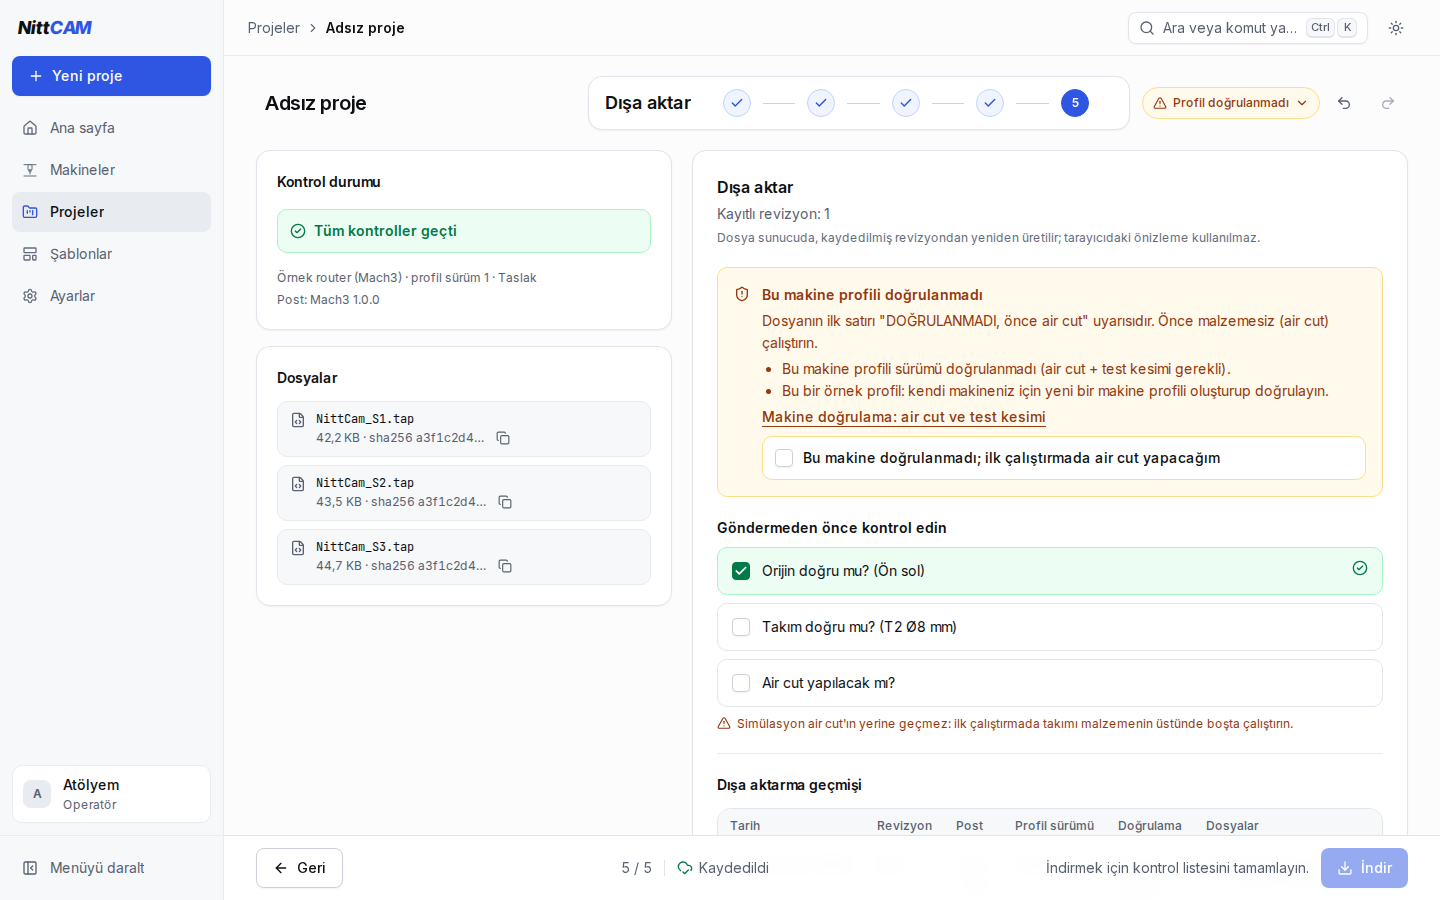 NittCAM
Yeni proje
Ana sayfa
Makineler
Projeler
Şablonlar
Ayarlar
A
Atölyem
Operatör
Menüyü daralt
Projeler > Adsız proje
Ara veya komut ya... Ctrl K
Adsız proje
Dışa aktar
5
Profil doğrulanmadı
Kontrol durumu
Tüm kontroller geçti
Örnek router (Mach3) · profil sürüm 1 · Taslak
Post: Mach3 1.0.0
Dosyalar
NittCam_S1.tap
42,2 KB · sha256 a3f1c2d4...
NittCam_S2.tap
43,5 KB · sha256 a3f1c2d4...
NittCam_S3.tap
44,7 KB · sha256 a3f1c2d4...
Dışa aktar
Kayıtlı revizyon: 1
Dosya sunucuda, kaydedilmiş revizyondan yeniden üretilir; tarayıcıdaki önizleme kullanılmaz.
Bu makine profili doğrulanmadı
Dosyanın ilk satırı "DOĞRULANMADI, önce air cut" uyarısıdır. Önce malzemesiz (air cut)
çalıştırın.
• Bu makine profili sürümü doğrulanmadı (air cut + test kesimi gerekli).
• Bu bir örnek profil: kendi makineniz için yeni bir makine profili oluşturup doğrulayın.
Makine doğrulama: air cut ve test kesimi
Bu makine doğrulanmadı; ilk çalıştırmada air cut yapacağım
Göndermeden önce kontrol edin
Orijin doğru mu? (Ön sol)
Takım doğru mu? (T2 Ø8 mm)
Air cut yapılacak mı?
Simülasyon air cut'ın yerine geçmez: ilk çalıştırmada takımı malzemenin üstünde boşta çalıştırın.
Dışa aktarma geçmişi
Tarih Revizyon Post Profil sürümü Doğrulama Dosyalar
Geri
5 / 5
Kaydedildi
İndirmek için kontrol listesini tamamlayın.
İndir